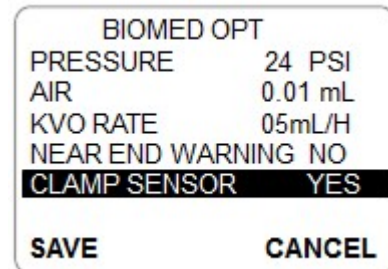 BIOMED OPT
PRESSURE 24 PSI
AIR 0.01 mL
KVO RATE 05mL/H
NEAR END WARNING NO
CLAMP SENSOR YES
SAVE CANCEL